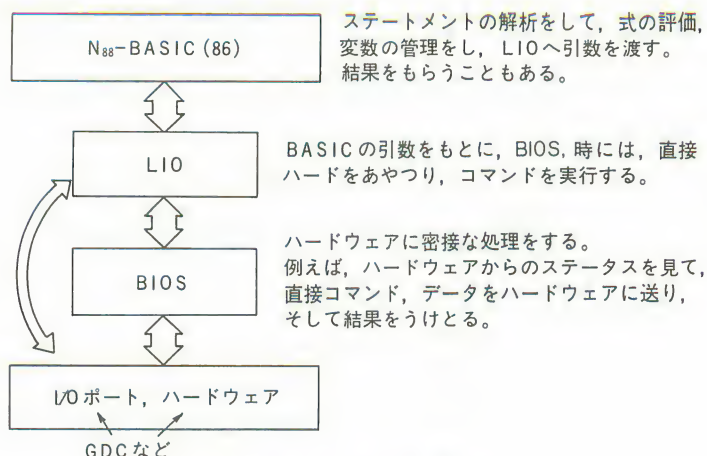 N88-BASIC(86)
ステートメントの解析をして,式の評価,
変数の管理をし,LIOへ引数を渡す。
結果をもらうこともある。
LIO
BASICの引数をもとに,BIOS,時には,直接
ハードをあやつり,コマンドを実行する。
BIOS
ハードウェアに密接な処理をする。
例えば,ハードウェアからのステータスを見て,
直接コマンド,データをハードウェアに送り,
そして結果をうけとる。
I/Oポート,ハードウェア
GDCなど